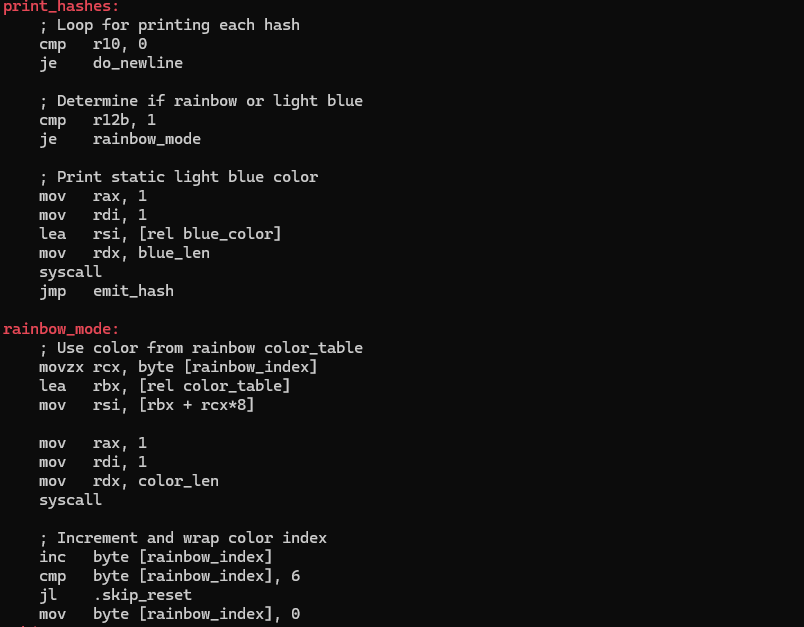 print_hashes:
; Loop for printing each hash
cmp r10, 0
je do_newline
; Determine if rainbow or light blue
cmp r12b, 1
je rainbow_mode
; Print static light blue color
mov rax, 1
mov rdi, 1
lea rsi, [rel blue_color]
mov rdx, blue_len
syscall
jmp emit_hash
rainbow_mode:
; Use color from rainbow color_table
movzx rcx, byte [rainbow_index]
lea rbx, [rel color_table]
mov rsi, [rbx + rcx*8]
mov rax, 1
mov rdi, 1
mov rdx, color_len
syscall
; Increment and wrap color index
inc byte [rainbow_index]
cmp byte [rainbow_index], 6
jl .skip_reset
mov byte [rainbow_index], 0